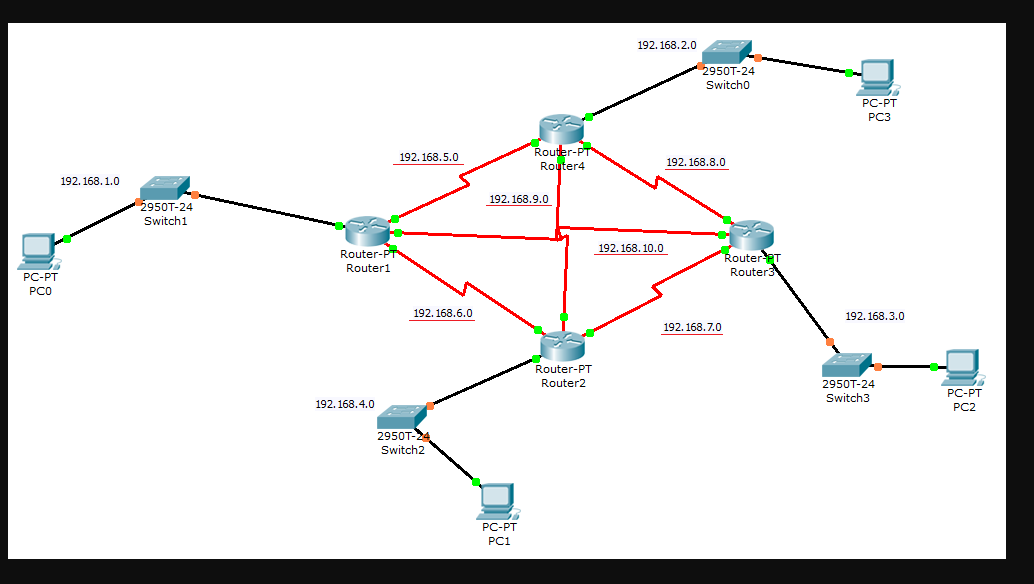 192.168.2.0
2950T-24
Switch0
PC-PT
PC3
Router-PT
Router4
192.168.5.0
192.168.8.0
192.168.1.0
2950T-24
Switch1
192.168.9.0
Router-PT
Router1
192.168.10.0
Router-PT
Router3
PC-PT
PC0
192.168.6.0
192.168.7.0
192.168.3.0
Router-PT
Router2
2950T-24
Switch3
PC-PT
PC2
192.168.4.0
2950T-24
Switch2
PC-PT
PC1